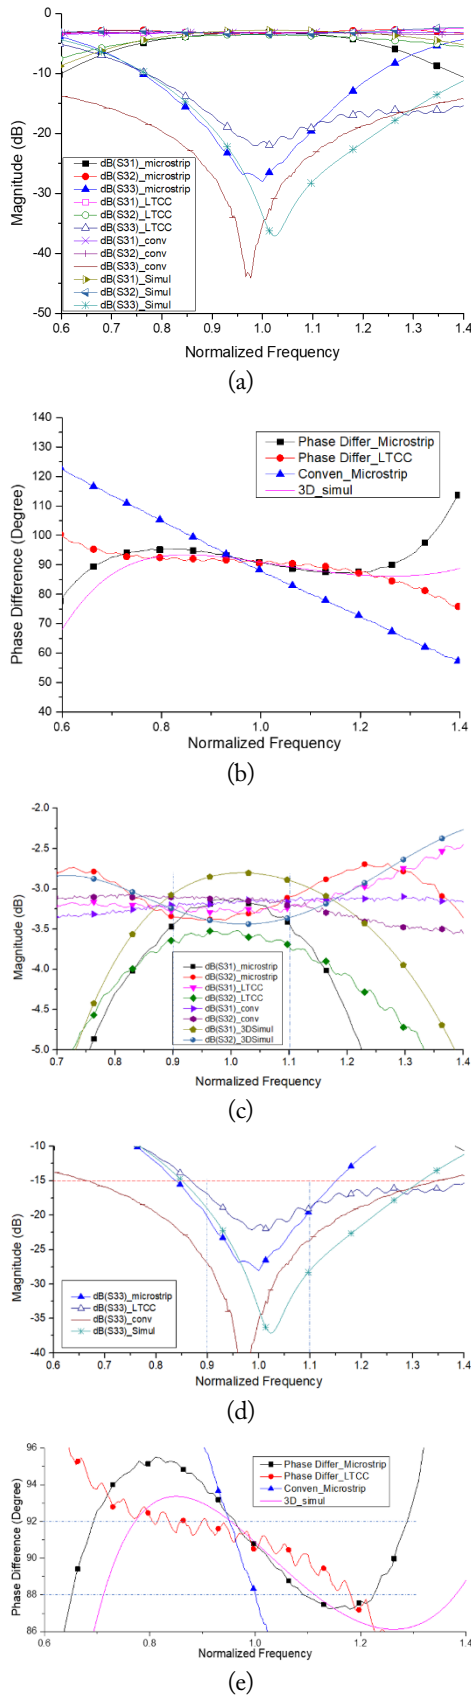 0
-10
-20
-30
-40
-50
Magnitude (dB)
dB(S31)_microstrip
dB(S32)_microstrip
dB(S33)_microstrip
dB(S31)_LTCC
dB(S32)_LTCC
dB(S33)_LTCC
dB(S31)_conv
dB(S32)_conv
dB(S33)_conv
dB(S31)_Simul
dB(S32)_Simul
dB(S33)_Simul
0.6 0.7 0.8 0.9 1.0 1.1 1.2 1.3 1.4
Normalized Frequency
(a)
140
130
120
110
100
90
80
70
60
50
40
Phase Difference (Degree)
Phase Differ_Microstrip
Phase Differ_LTCC
Conven_Microstrip
3D_simul
0.6 0.8 1.0 1.2 1.4
Normalized Frequency
(b)
-2.0
-2.5
-3.0
-3.5
-4.0
-4.5
-5.0
Magnitude (dB)
dB(S31)_microstrip
dB(S32)_microstrip
dB(S31)_LTCC
dB(S32)_LTCC
dB(S31)_conv
dB(S32)_conv
dB(S31)_3DSimul
dB(S32)_3DSimul
0.7 0.8 0.9 1.0 1.1 1.2 1.3 1.4
Normalized Frequency
(c)
-10
-15
-20
-25
-30
-35
-40
Magnitude (dB)
dB(S33)_microstrip
dB(S33)_LTCC
dB(S33)_conv
dB(S33)_Simul
0.6 0.7 0.8 0.9 1.0 1.1 1.2 1.3 1.4
Normalized Frequency
(d)
96
94
92
90
88
86
Phase Difference (Degree)
Phase Differ_Microstrip
Phase Differ_LTCC
Conven_Microstrip
3D_simul
0.6 0.8 1.0 1.2 1.4
Normalized Frequency
(e)